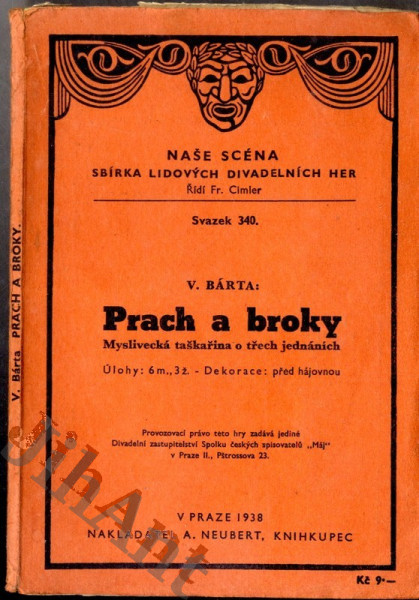 NAŠE SCÉNA
SBÍRKA LIDOVÝCH DIVADELNÍCH HER
Řídí Fr. Cimler
Svazek 340.
V. BÁRTA:
Prach a broky
Myslivecká taškařina o třech jednáních
Úlohy: 6 m., 3 ž. - Dekorace: před hájovnou
Provozovací právo této hry zadává jedině
Divadelní zastupitelství Spolku českých spisovatelů „Máj"
v Praze II., Pštrossova 23.
V PRAZE 1938
NAKLADATEL A. NEUBERT, KNIHKUPEC
Kč 9·—
V. Bárta PRACH A BROKY.
JihAnt